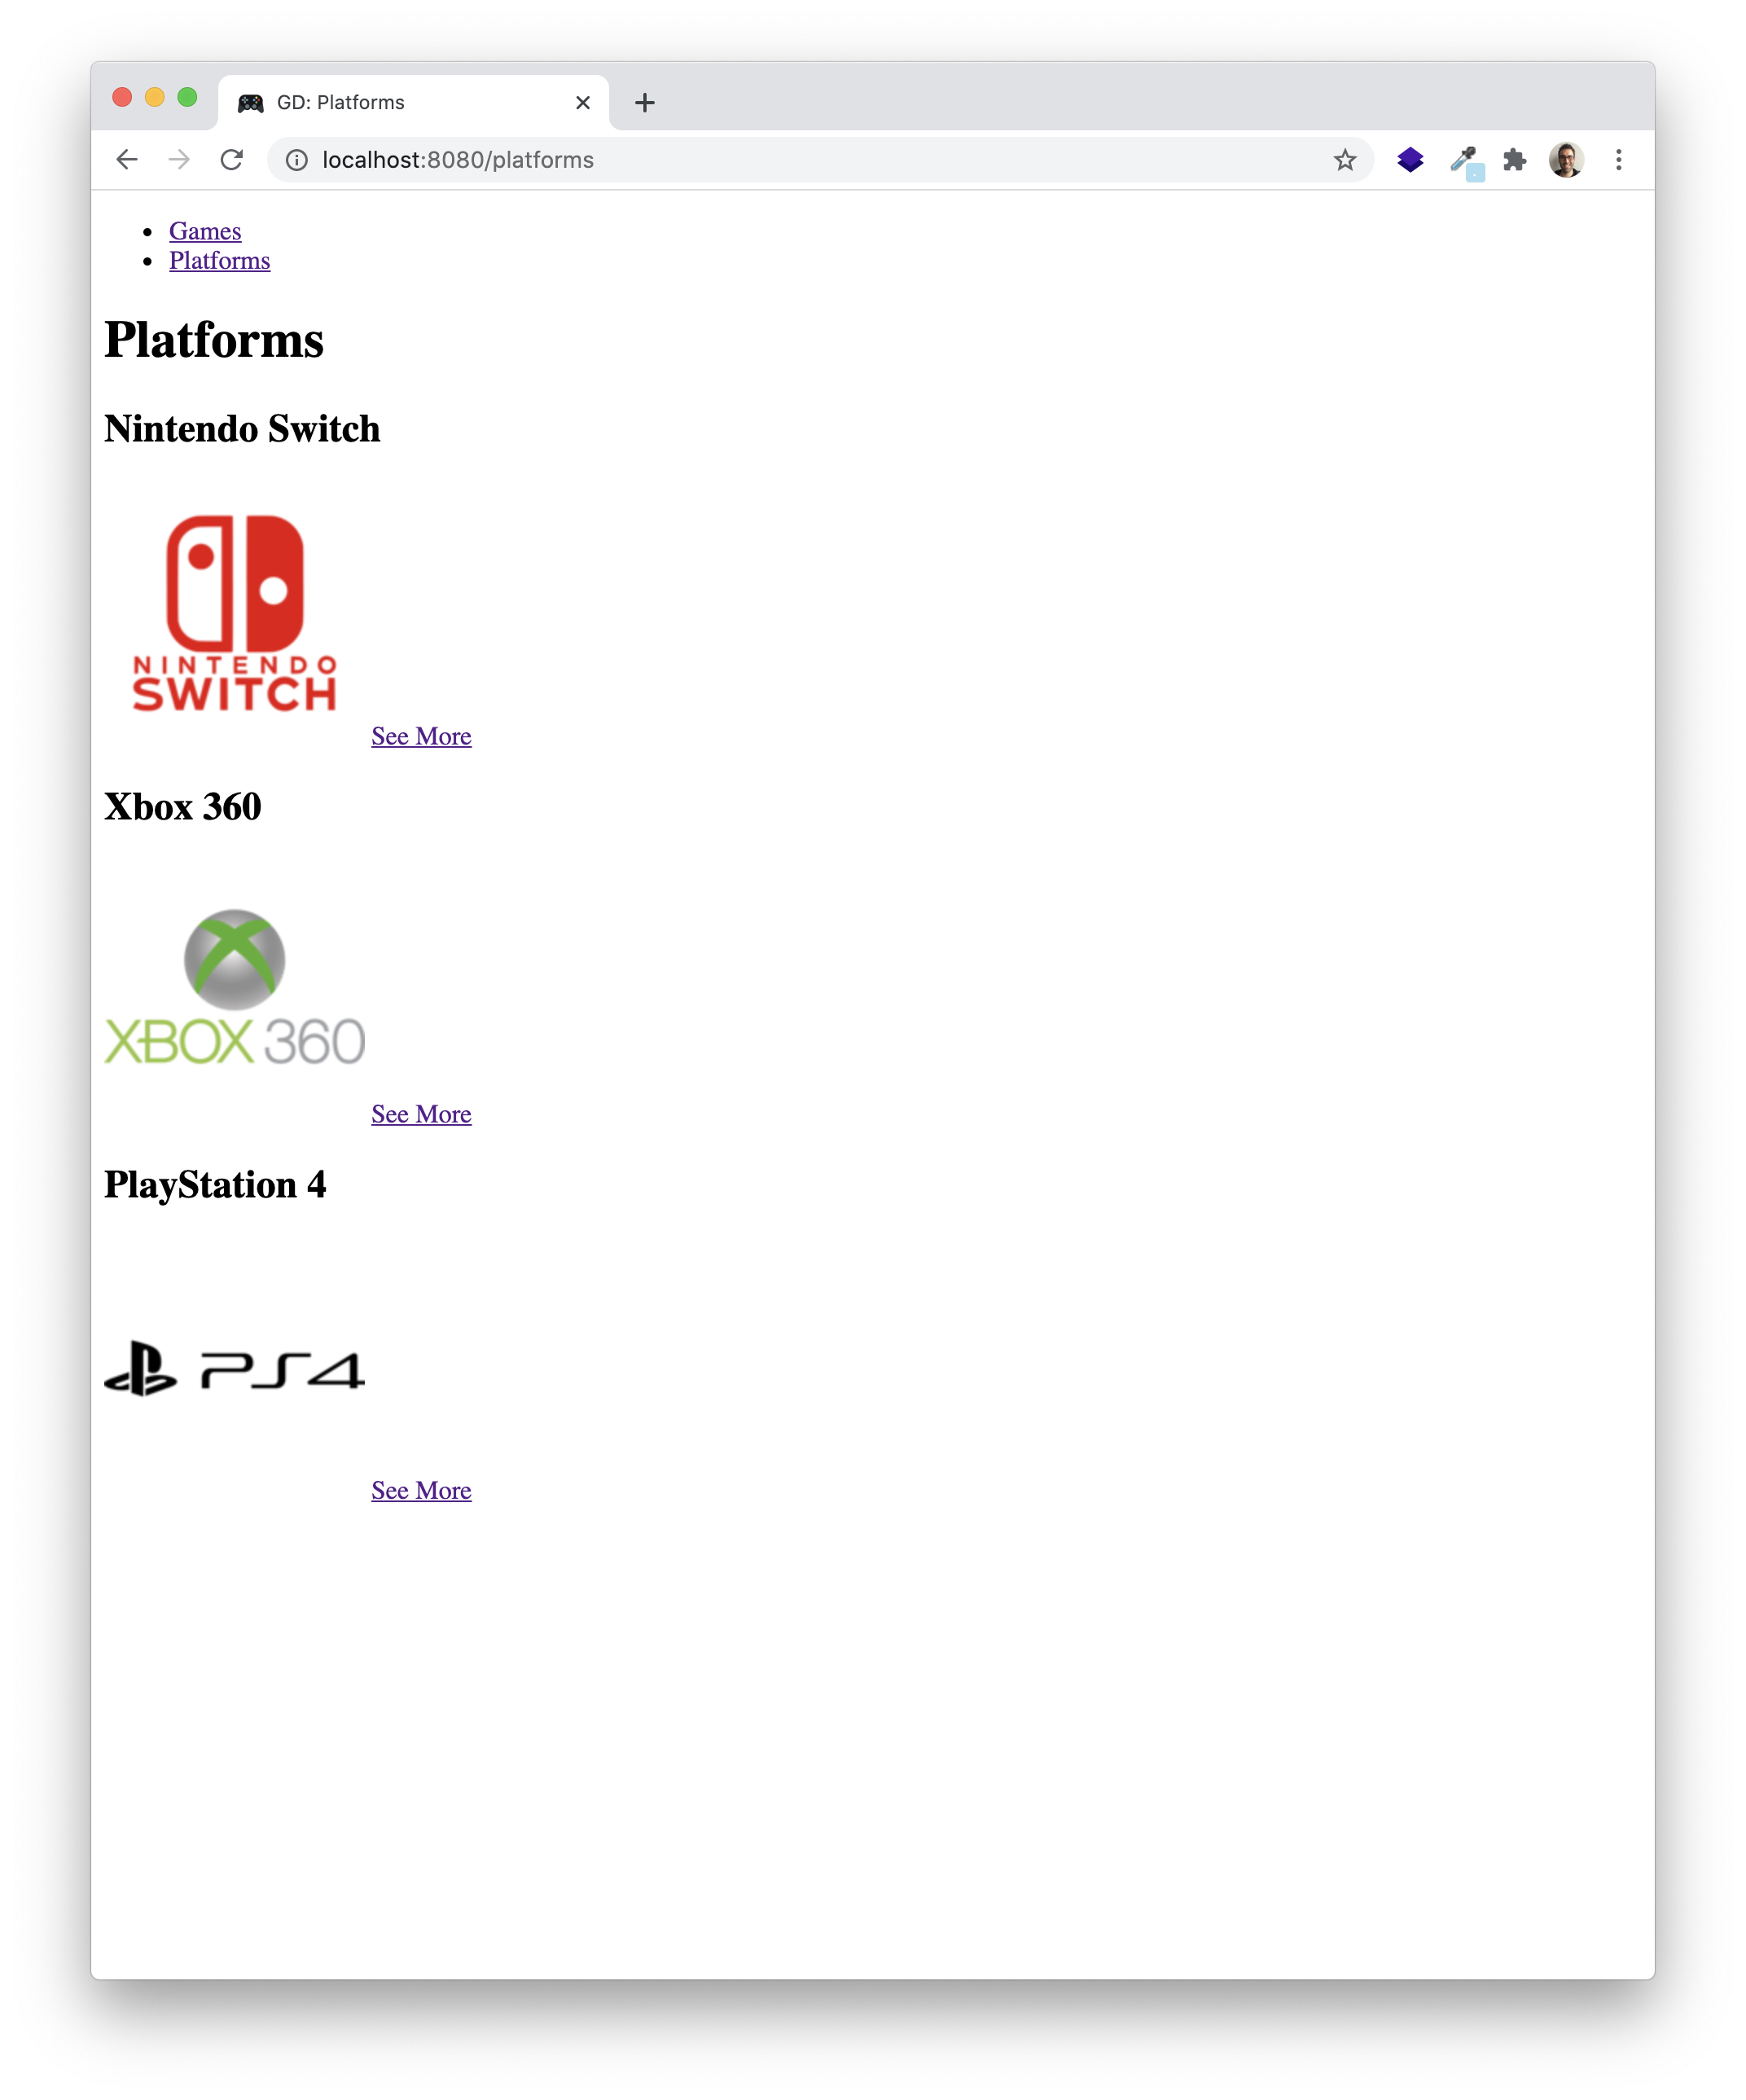 GD: Platforms
localhost:8080/platforms
Games
Platforms
Platforms
Nintendo Switch
NINTENDO
SWITCH
See More
Xbox 360
XBOX 360
See More
PlayStation 4
PS4
See More